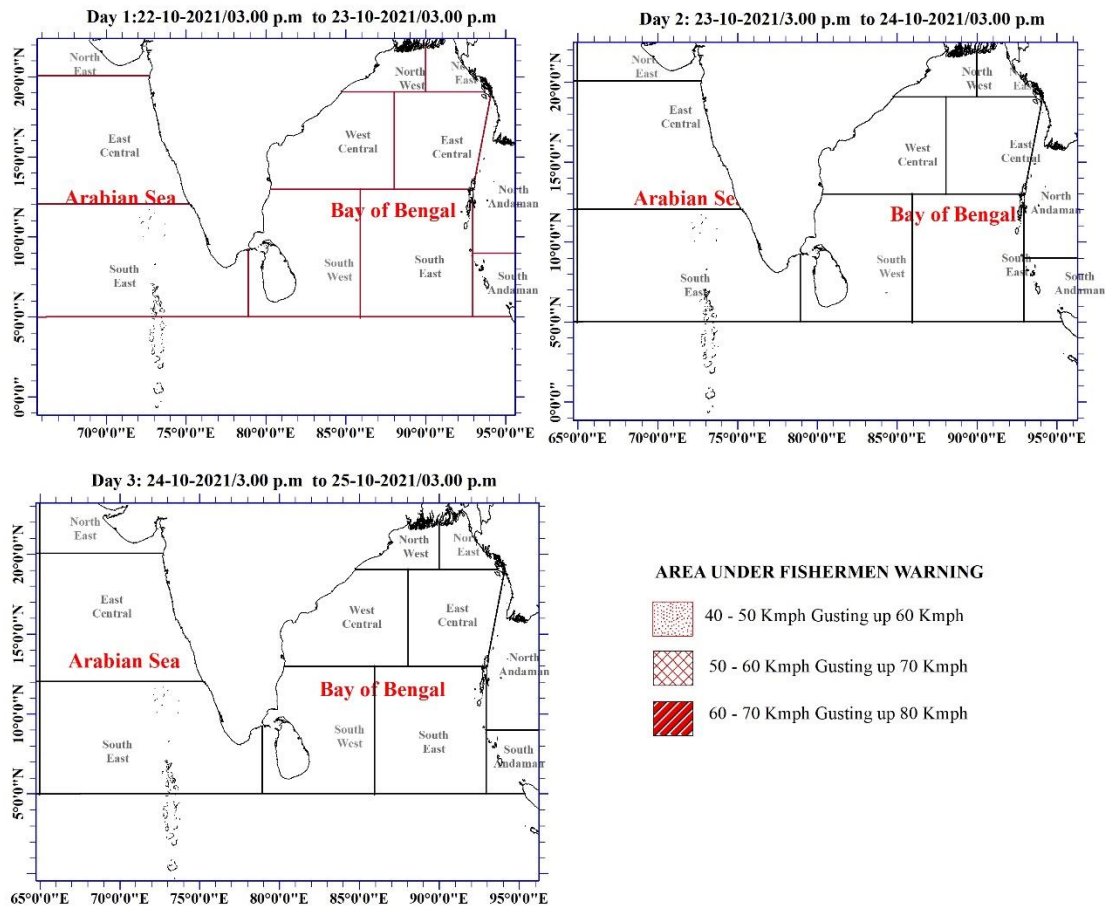 Day 1:22-10-2021/03.00 p.m to 23-10-2021/03.00 p.m
North
East
North
West
East
20°0'0"N
East
Central
West
Central
East
Central
15°0'0"N
Arabian Sea
Bay of Bengal
North
Andaman
10°0'0"N
South
East
South
West
South
East
South
Andaman
5°0'0"N
0°0'0"
70°0'0"E
75°0'0"E
80°0'0"E
85°0'0"E
90°0'0"E
95°0'0"E
Day 2: 23-10-2021/03.00 p.m to 24-10-2021/03.00 p.m
North
East
North
West
East
20°0'0"N
East
Central
West
Central
East
Central
15°0'0"N
Arabian Se
Bay of Bengal
North
Andaman
10°0'0"N
South
East
South
West
South
East
South
Andaman
5°0'0"N
0°0'0"
65°0'0"E
70°0'0"E
75°0'0"E
80°0'0"E
85°0'0"E
90°0'0"E
95°0'0"E
Day 3: 24-10-2021/3.00 p.m to 25-10-2021/03.00 p.m
North
East
North
West
North
East
20°0'0"N
East
Central
West
Central
East
Central
15°0'0"N
Arabian Sea
Bay of Bengal
North
Andaman
10°0'0"N
South
East
South
West
South
East
South
Andaman
5°0'0"N
65°0'0"E
70°0'0"E
75°0'0"E
80°0'0"E
85°0'0"E
90°0'0"E
95°0'0"E
AREA UNDER FISHERMEN WARNING
40 - 50 Kmph Gusting up 60 Kmph
50 - 60 Kmph Gusting up 70 Kmph
60 - 70 Kmph Gusting up 80 Kmph